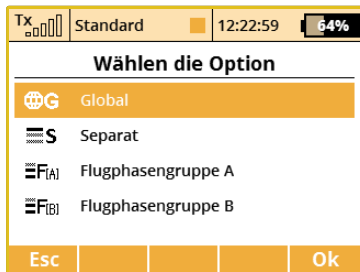 Tx Standard 12:22:59 64%
Wählen die Option
G Global
S Separat
F[A] Flugphasengruppe A
F[B] Flugphasengruppe B
Esc Ok